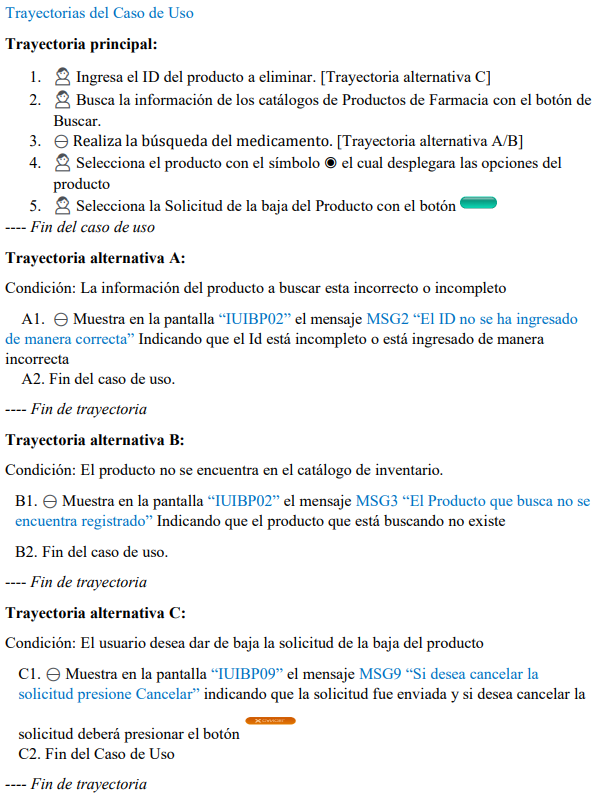 Trayectorias del Caso de Uso
Trayectoria principal:
1. Ingresa el ID del producto a eliminar. [Trayectoria alternativa C]
2. Busca la información de los catálogos de Productos de Farmacia con el botón de
Buscar.
3. Realiza la búsqueda del medicamento. [Trayectoria alternativa A/B]
4. Selecciona el producto con el símbolo ◉ el cual desplegara las opciones del
producto
5. Selecciona la Solicitud de la baja del Producto con el botón
---- Fin del caso de uso
Trayectoria alternativa A:
Condición: La información del producto a buscar esta incorrecto o incompleto
A1. Muestra en la pantalla “IUIBP02” el mensaje MSG2 “El ID no se ha ingresado
de manera correcta” Indicando que el Id está incompleto o está ingresado de manera
incorrecta
A2. Fin del caso de uso.
---- Fin de trayectoria
Trayectoria alternativa B:
Condición: El producto no se encuentra en el catálogo de inventario.
B1. Muestra en la pantalla “IUIBP02” el mensaje MSG3 “El Producto que busca no se
encuentra registrado” Indicando que el producto que está buscando no existe
B2. Fin del caso de uso.
---- Fin de trayectoria
Trayectoria alternativa C:
Condición: El usuario desea dar de baja la solicitud de la baja del producto
C1. Muestra en la pantalla “IUIBP09” el mensaje MSG9 “Si desea cancelar la
solicitud presione Cancelar” indicando que la solicitud fue enviada y si desea cancelar la
solicitud deberá presionar el botón
C2. Fin del Caso de Uso
---- Fin de trayectoria